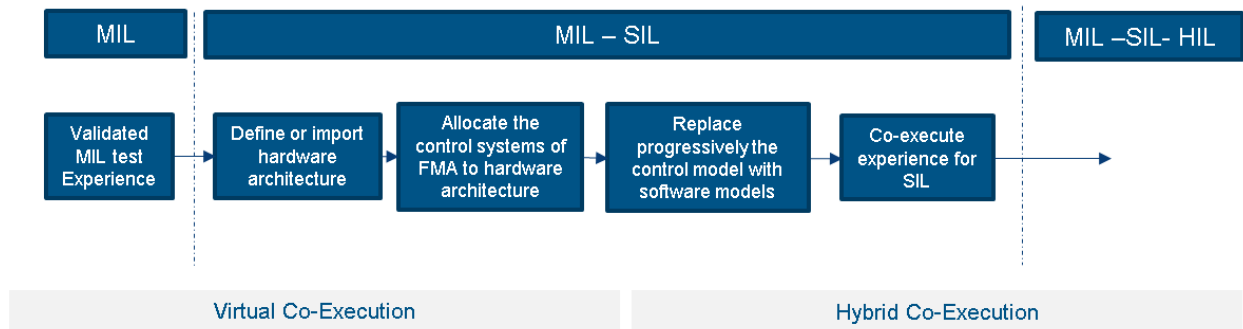 MIL
MIL – SIL
MIL –SIL- HIL
Validated
MIL test
Experience
Define or import
hardware
architecture
Allocate the
control systems of
FMA to hardware
architecture
Replace
progressively the
control model with
software models
Co-execute
experience for
SIL
Virtual Co-Execution
Hybrid Co-Execution